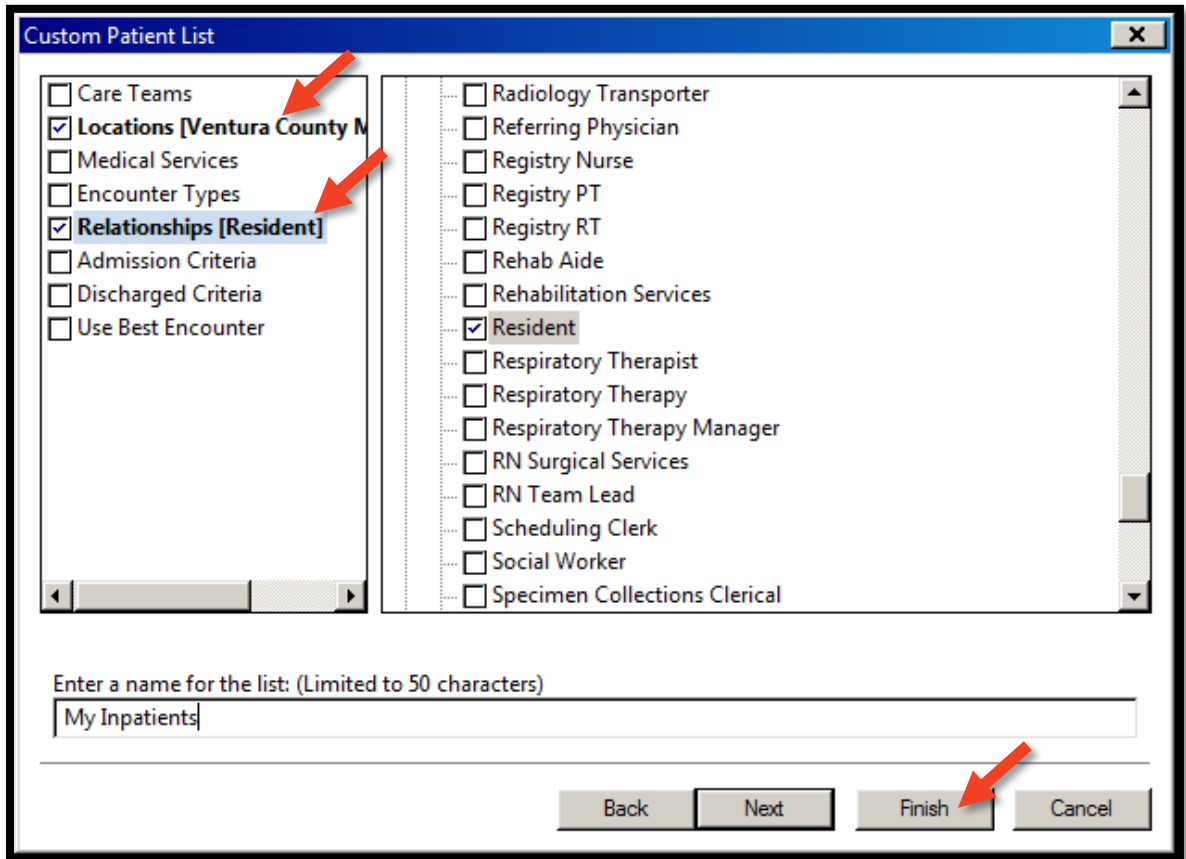 Custom Patient List
Care Teams
Locations [Ventura County M
Medical Services
Encounter Types
Relationships [Resident]
Admission Criteria
Discharged Criteria
Use Best Encounter
Radiology Transporter
Referring Physician
Registry Nurse
Registry PT
Registry RT
Rehab Aide
Rehabilitation Services
Resident
Respiratory Therapist
Respiratory Therapy
Respiratory Therapy Manager
RN Surgical Services
RN Team Lead
Scheduling Clerk
Social Worker
Specimen Collections Clerical
Enter a name for the list: (Limited to 50 characters)
My Inpatients
Back Next Finish Cancel